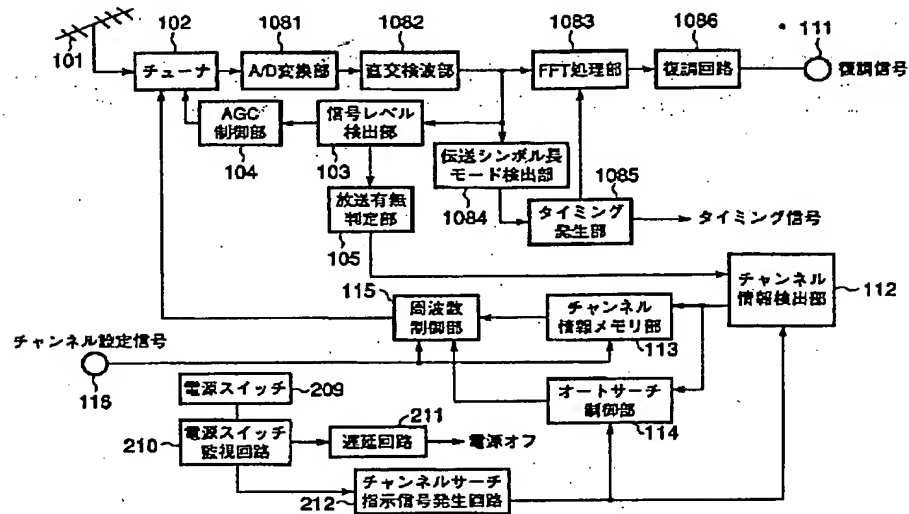 102
1081
1082
1083
1086
111
101
チューナ
A/D変換部
直交検波部
FFT処理部
復調回路
復調信号
AGC
制御部
104
信号レベル
検出部
103
伝送シンボル長
モード検出部
1084
1085
タイミング
発生部
タイミング信号
放送有無
判定部
105
チャンネル
情報検出部
112
115
周波数
制御部
チャンネル
情報メモリ部
113
チャンネル設定信号
116
オートサーチ
制御部
114
電源スイッチ
209
210
電源スイッチ
監視回路
211
遅延回路
電源オフ
212
チャンネルサーチ
指示信号発生回路